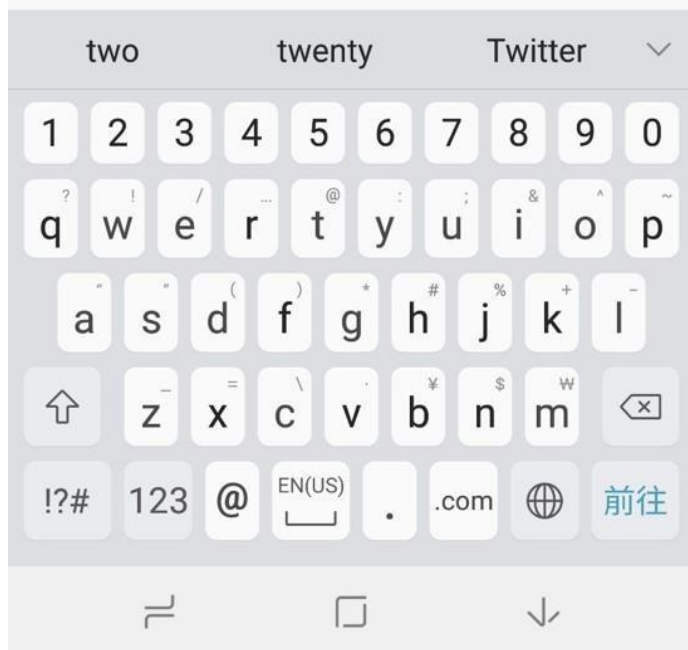 two twenty Twitter
1 2 3 4 5 6 7 8 9 0
? ! / ... @ : ; & ^ ~
q w e r t y u i o p
( ) * # % + -
a s d f g h j k l
_ = \ · ¥ $ ₩
z x c v b n m
!?# 123 @ EN(US) . .com 前往